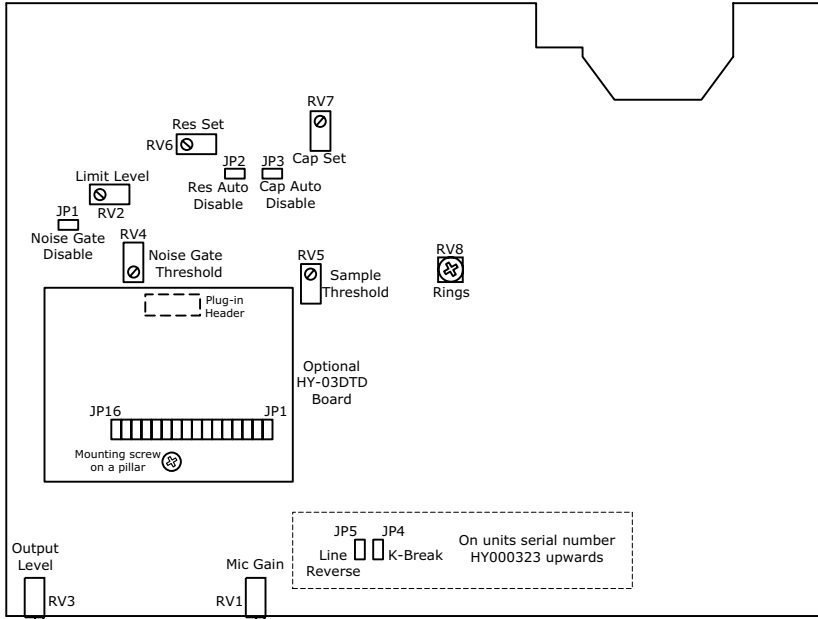 RV7
Res Set
RV6
Cap Set
JP2
JP3
Res Auto
Disable
Cap Auto
Disable
Limit Level
RV2
JP1
Noise Gate
Disable
RV4
Noise Gate
Threshold
RV5
Sample
Threshold
RV8
Rings
Plug-in
Header
Optional
HY-03DTD
Board
JP16
JP1
Mounting screw
on a pillar
JP5
JP4
Line
Reverse
K-Break
On units serial number
HY000323 upwards
Output
Level
RV3
Mic Gain
RV1